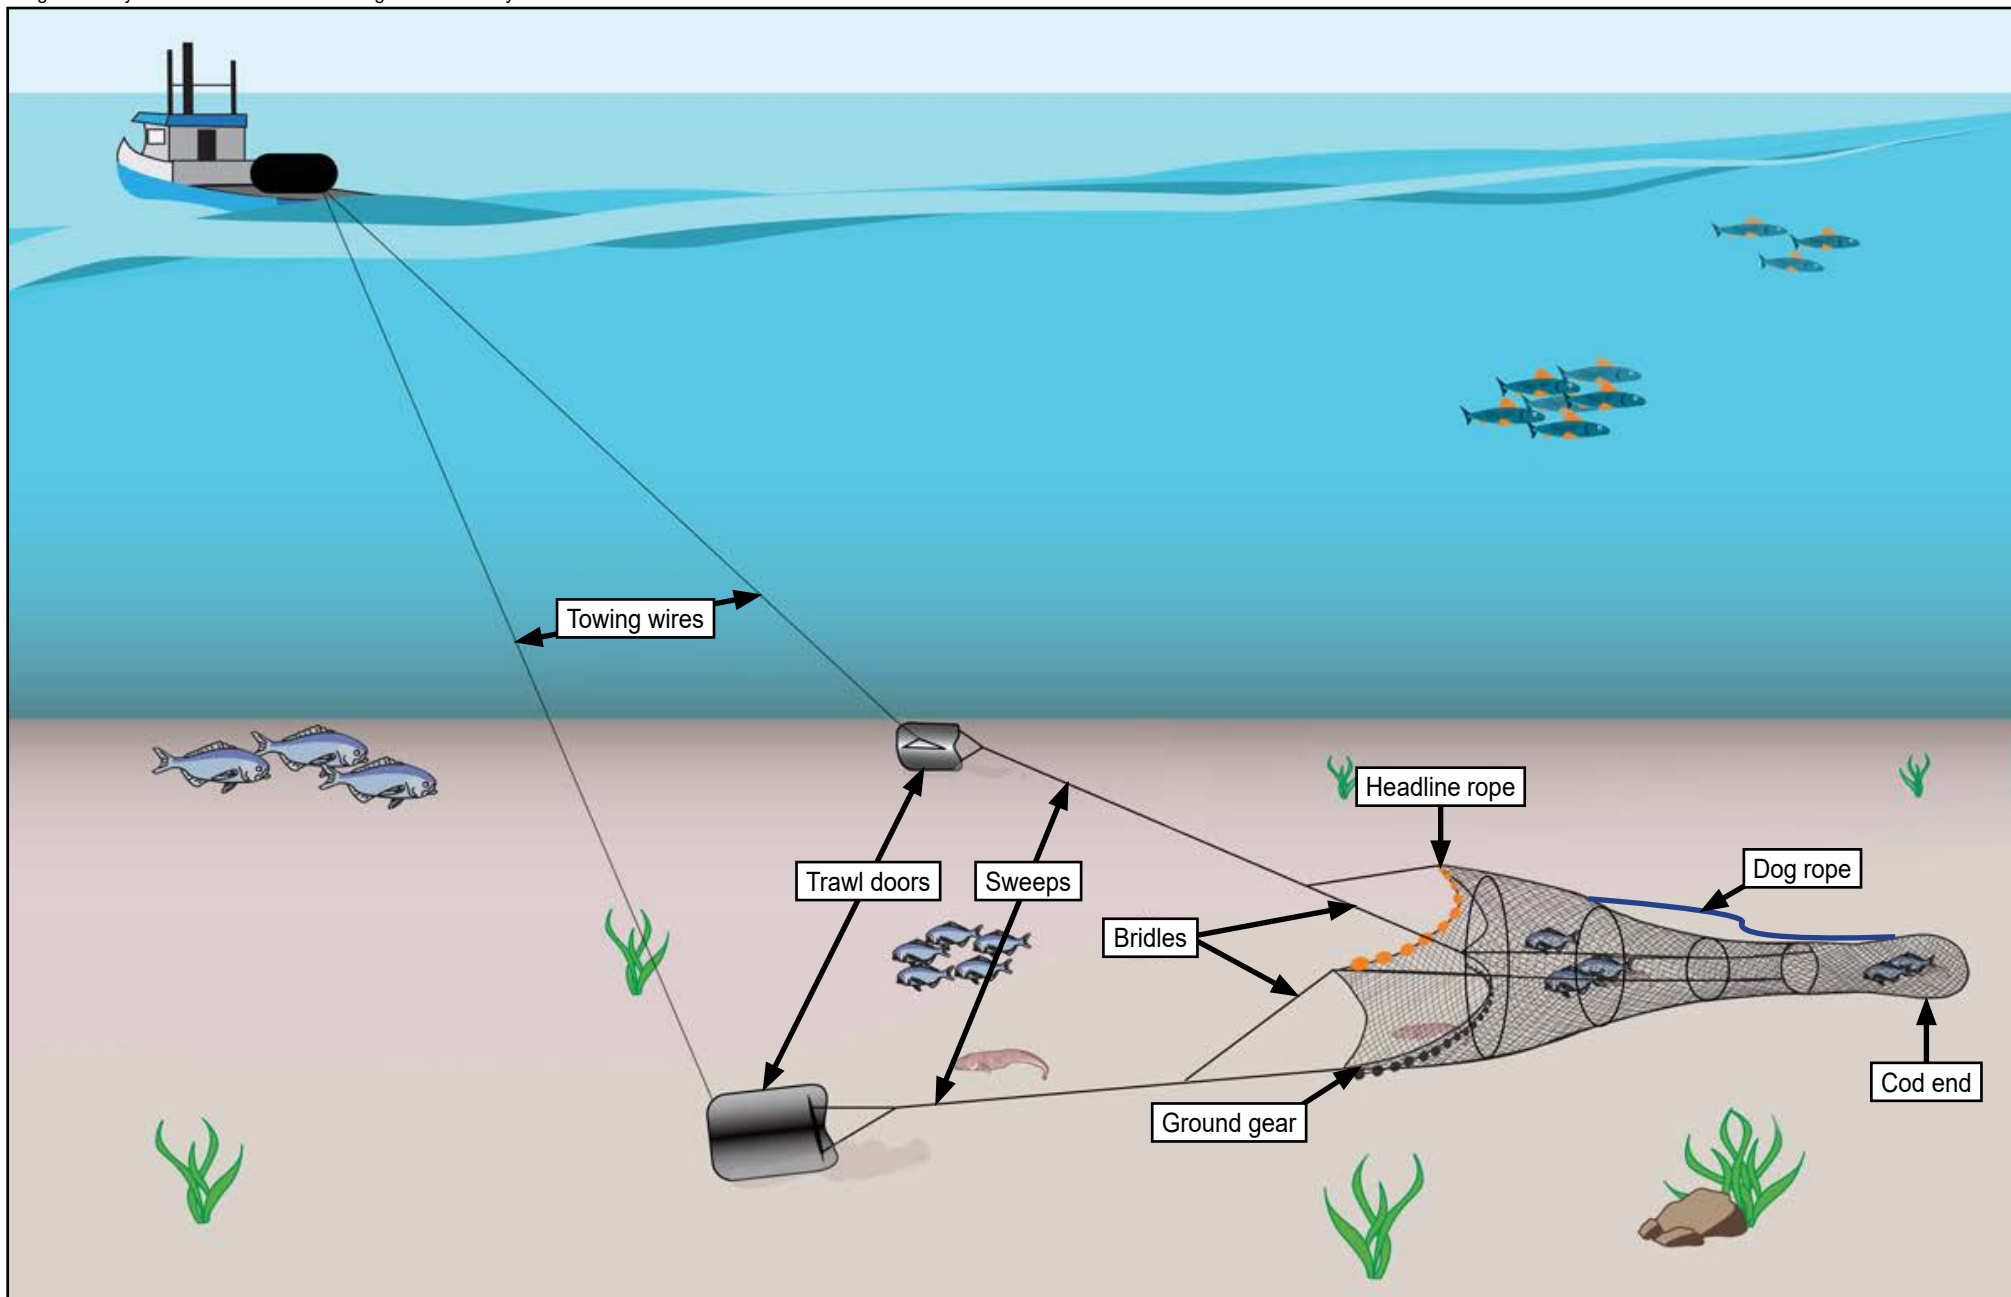 Towing wires
Headline rope
Trawl doors
Sweeps
Dog rope
Bridles
Cod end
Ground gear